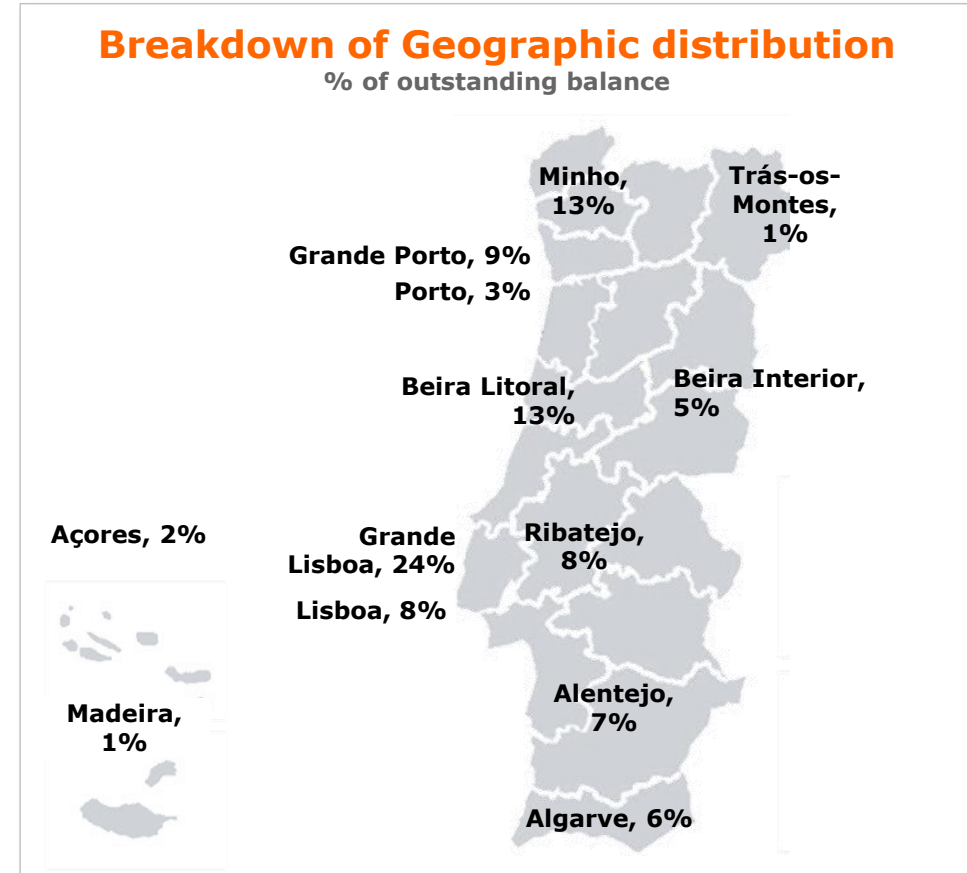 Breakdown of Geographic distribution
% of outstanding balance
Minho,
13%
Trás-os-
Montes,
1%
Grande Porto, 9%
Porto, 3%
Beira Litoral,
13%
Beira Interior,
5%
Açores, 2%
Grande
Lisboa, 24%
Ribatejo,
8%
Lisboa, 8%
Madeira,
1%
Alentejo,
7%
Algarve, 6%